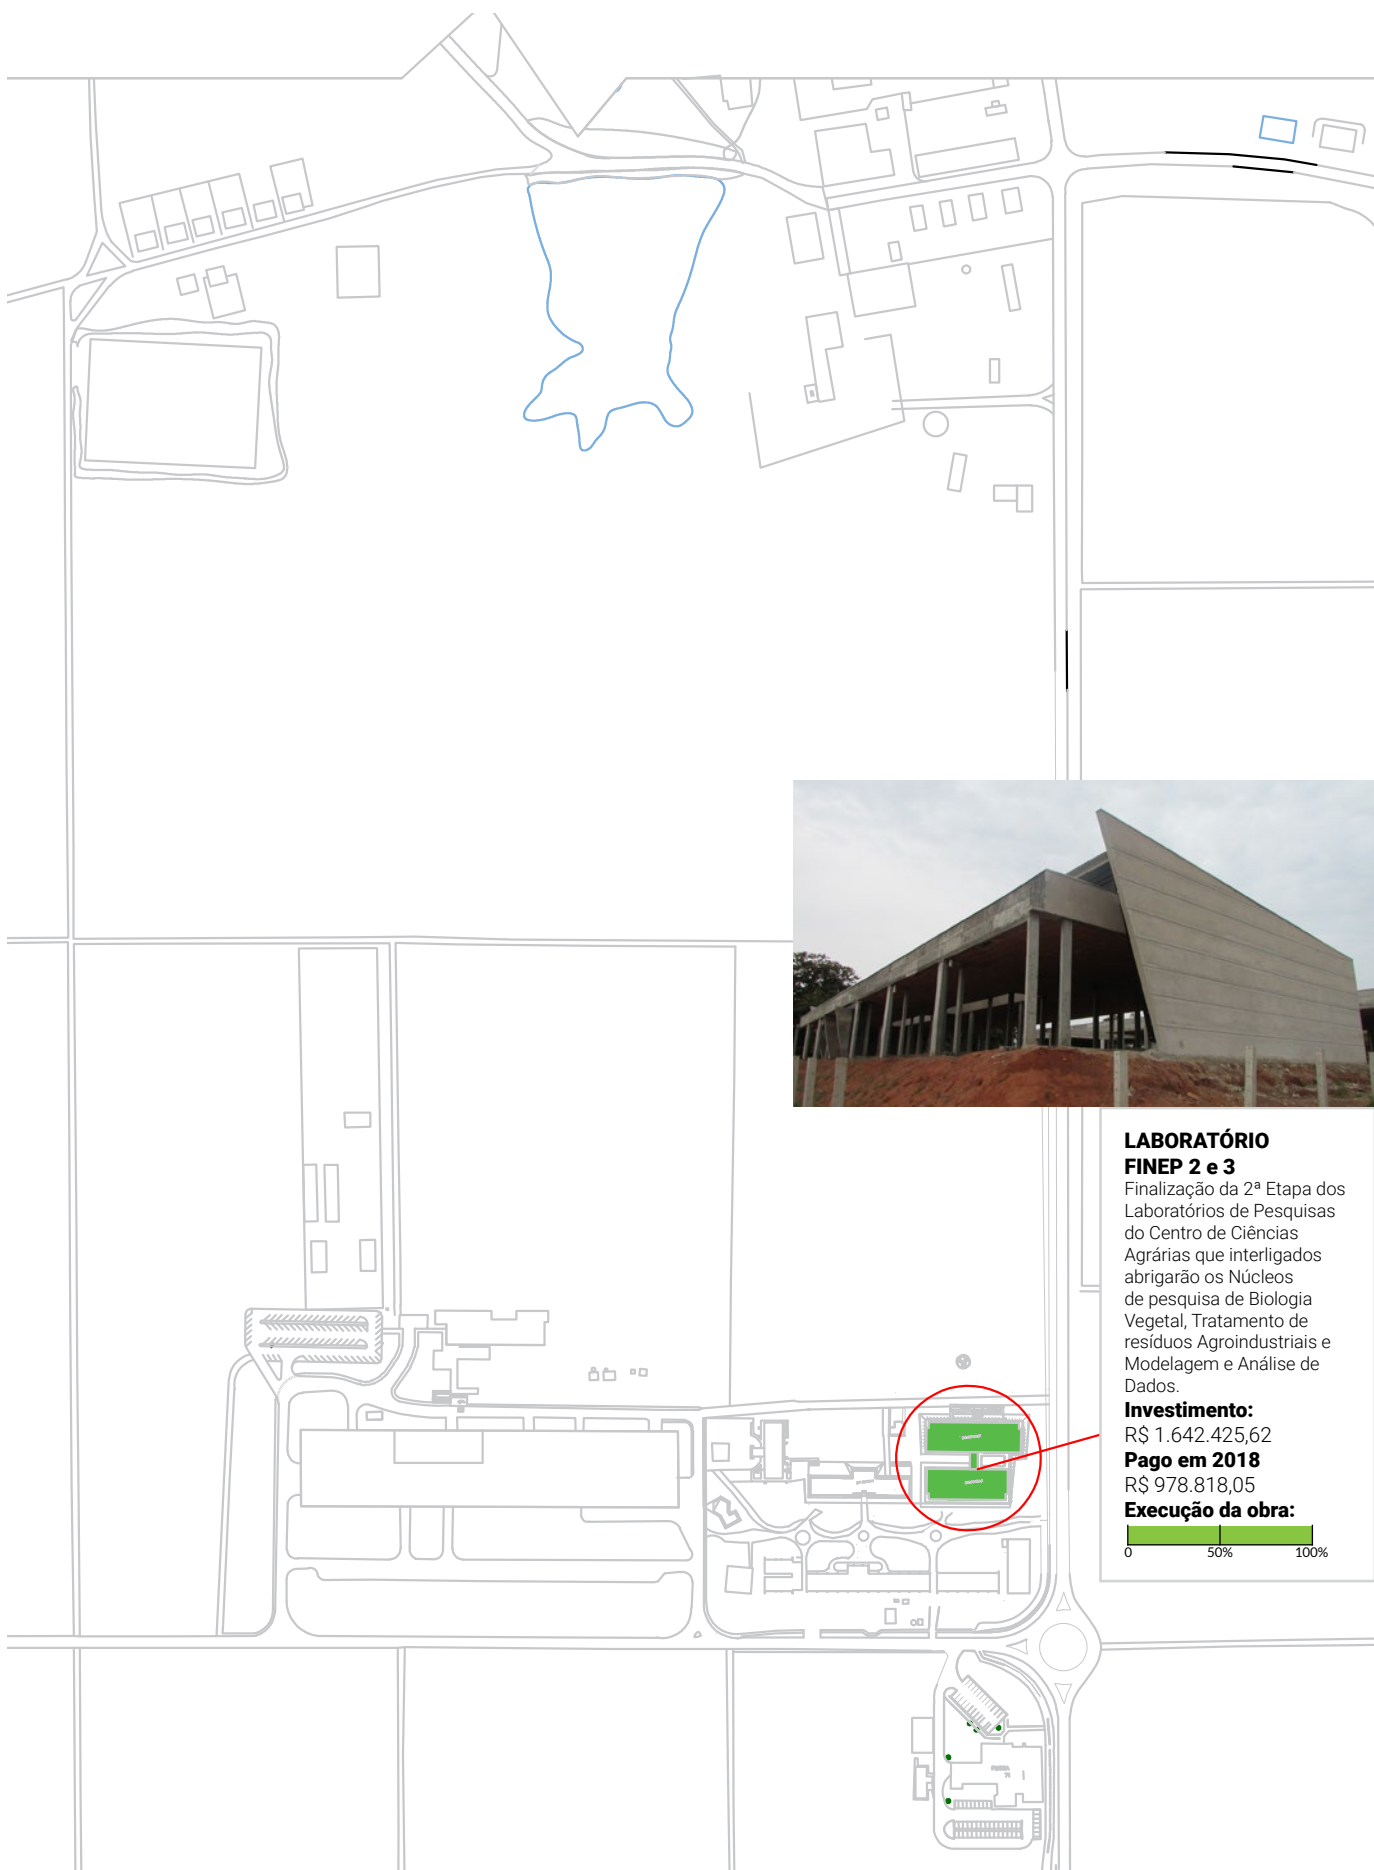 LABORATÓRIO
FINEP 2 e 3
Finalização da 2ª Etapa dos
Laboratórios de Pesquisas
do Centro de Ciências
Agrárias que interligados
abrigarão os Núcleos
de pesquisa de Biologia
Vegetal, Tratamento de
resíduos Agroindustriais e
Modelagem e Análise de
Dados.
Investimento:
R$ 1.642.425,62
Pago em 2018
R$ 978.818,05
Execução da obra:
0 50% 100%